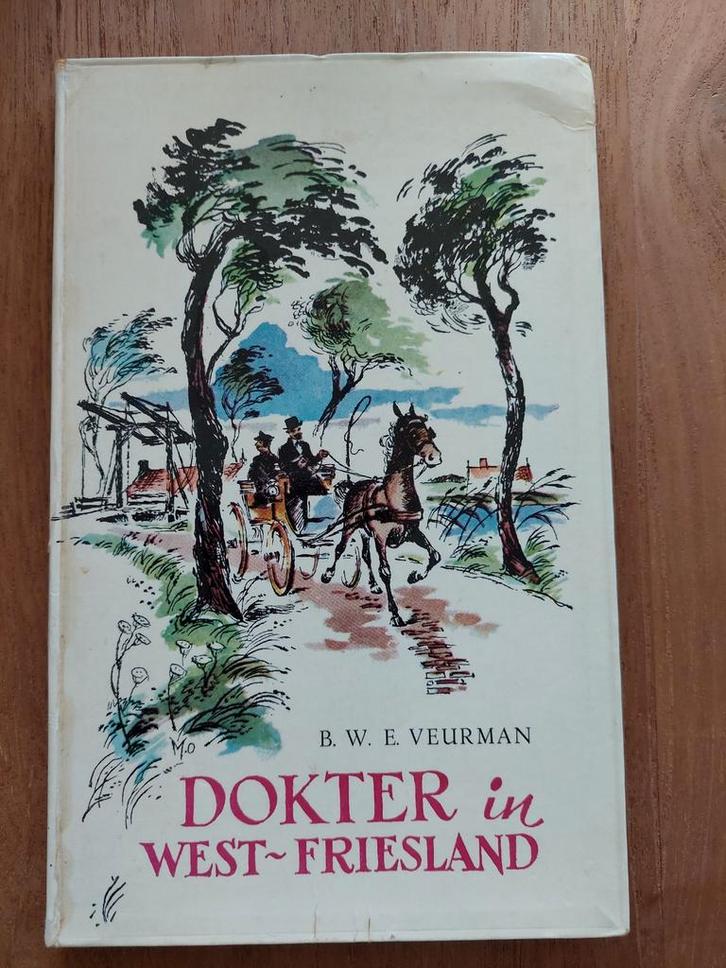 M.O
B. W. E. VEURMAN
DOKTER in
WEST~FRIESLAND